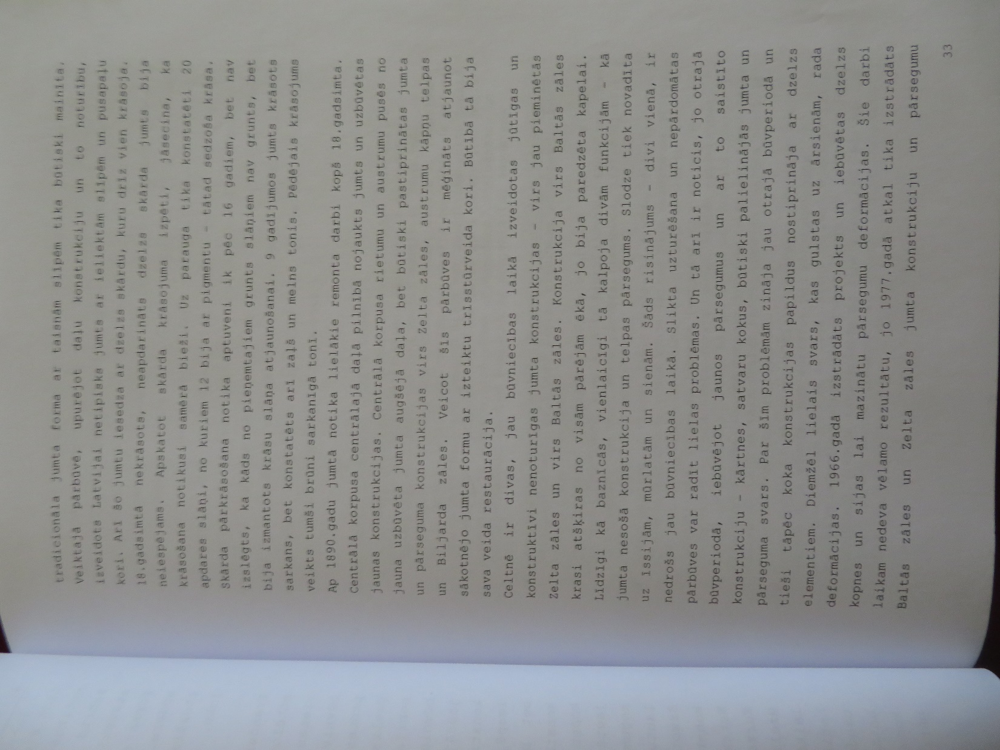 tradicionāla jumta forma ar taisnām slīpēm tika būtiski mainīta.
Veiktajā pārbūvē, upurējot daļu konstrukciju un to noturību,
izveidots Latvijai netipisks jumts ar ieliektām slīpēm un pusapaļu
kori. Arī šo jumtu iesedza ar dzelzs skārdu, kuru drīz vien krāsoja.
18.gadsimtā nekrāsots, neapdarināts dzelzs skārda jumts bija
neiespējams. Apskatot skārda krāsojuma izpēti, jāsecina, ka
krāsošana notikusi samērā bieži. Uz parauga tika konstatēti 20
apdares slāņi, no kuriem 12 bija ar pigmentu – tātad sedzoša krāsa.
Skārda pārkrāsošana notika aptuveni ik pēc 16 gadiem, bet nav
izslēgts, ka kāds no pieņemtajiem grunts slāņiem nav grunts, bet
bija izmantots krāsu slāņa atjaunošanai. 9 gadījumos jumts krāsots
sarkans, bet konstatēts arī zaļš un melns tonis. Pēdējais krāsojums
veikts tumši brūni sarkanīgā tonī.
Ap 1890.gadu jumtā notika lielākie remonta darbi kopš 18.gadsimta.
Centrālā korpusa centrālajā daļā pilnībā nojaukts jumts un uzbūvētas
jaunas konstrukcijas. Centrālā korpusa rietumu un austrumu pusēs no
jauna uzbūvēta jumta augšējā daļa, bet būtiski pastiprinātas jumta
un pārseguma konstrukcijas virs Zelta zāles, austrumu kāpņu telpas
un Biljarda zāles. Veicot šīs pārbūves ir mēģināts atjaunot
sākotnējo jumta formu ar izteiktu trīsstūrveida kori. Būtībā tā bija
sava veida restaurācija.
Celtnē ir divas, jau būvniecības laikā izveidotas jūtīgas un
konstruktīvi nenoturīgas jumta konstrukcijas – virs jau pieminētās
Zelta zāles un virs Baltās zāles. Konstrukcija virs Baltās zāles
krasi atšķiras no visām pārējām ēkā, jo bija paredzēta kapelai.
Līdzīgi kā baznīcās, vienlaicīgi tā kalpoja divām funkcijām – kā
jumta nesošā konstrukcija un telpas pārsegums. Slodze tiek novadīta
uz īssijām, mūrlatām un sienām. Šāds risinājums – divi vienā, ir
nedrošs jau būvniecības laikā. Slikta uzturēšana un nepārdomātas
pārbūves var radīt lielas problēmas. Un tā arī ir noticis, jo otrajā
būvperiodā, iebūvējot jaunos pārsegumus un ar to saistīto
konstrukciju – kārtnes, satvaru kokus, būtiski palielinājās jumta un
pārseguma svars. Par šīm problēmām zināja jau otrajā būvperiodā un
tieši tāpēc koka konstrukcijas papildus nostiprināja ar dzelzs
elementiem. Diemžēl lielais svars, kas gulstas uz ārsienām, rada
deformācijas. 1966.gadā izstrādāts projekts un iebūvētas dzelzs
kopnes un sijas lai mazinātu pārsegumu deformācijas. Šie darbi
laikam nedeva vēlamo rezultātu, jo 1977.gadā atkal tika izstrādāts
Baltās zāles un Zelta zāles jumta konstrukciju un pārsegumu
33